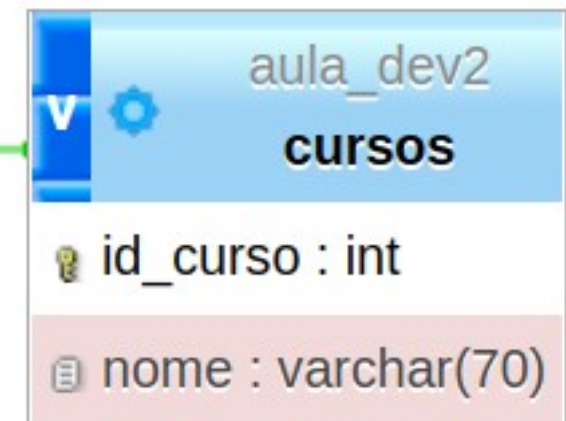 aula_dev2
v
cursos
id_curso : int
nome : varchar(70)